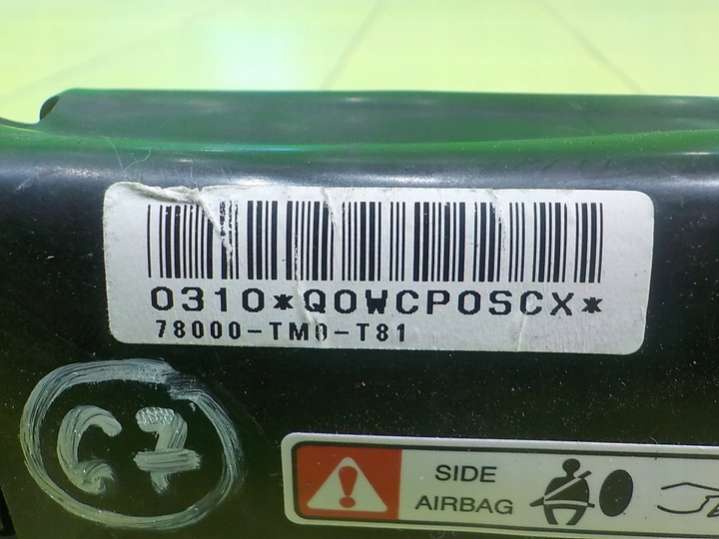 0310*Q0WCP0SCX*
78000-TM0-T81
C7
SIDE
AIRBAG